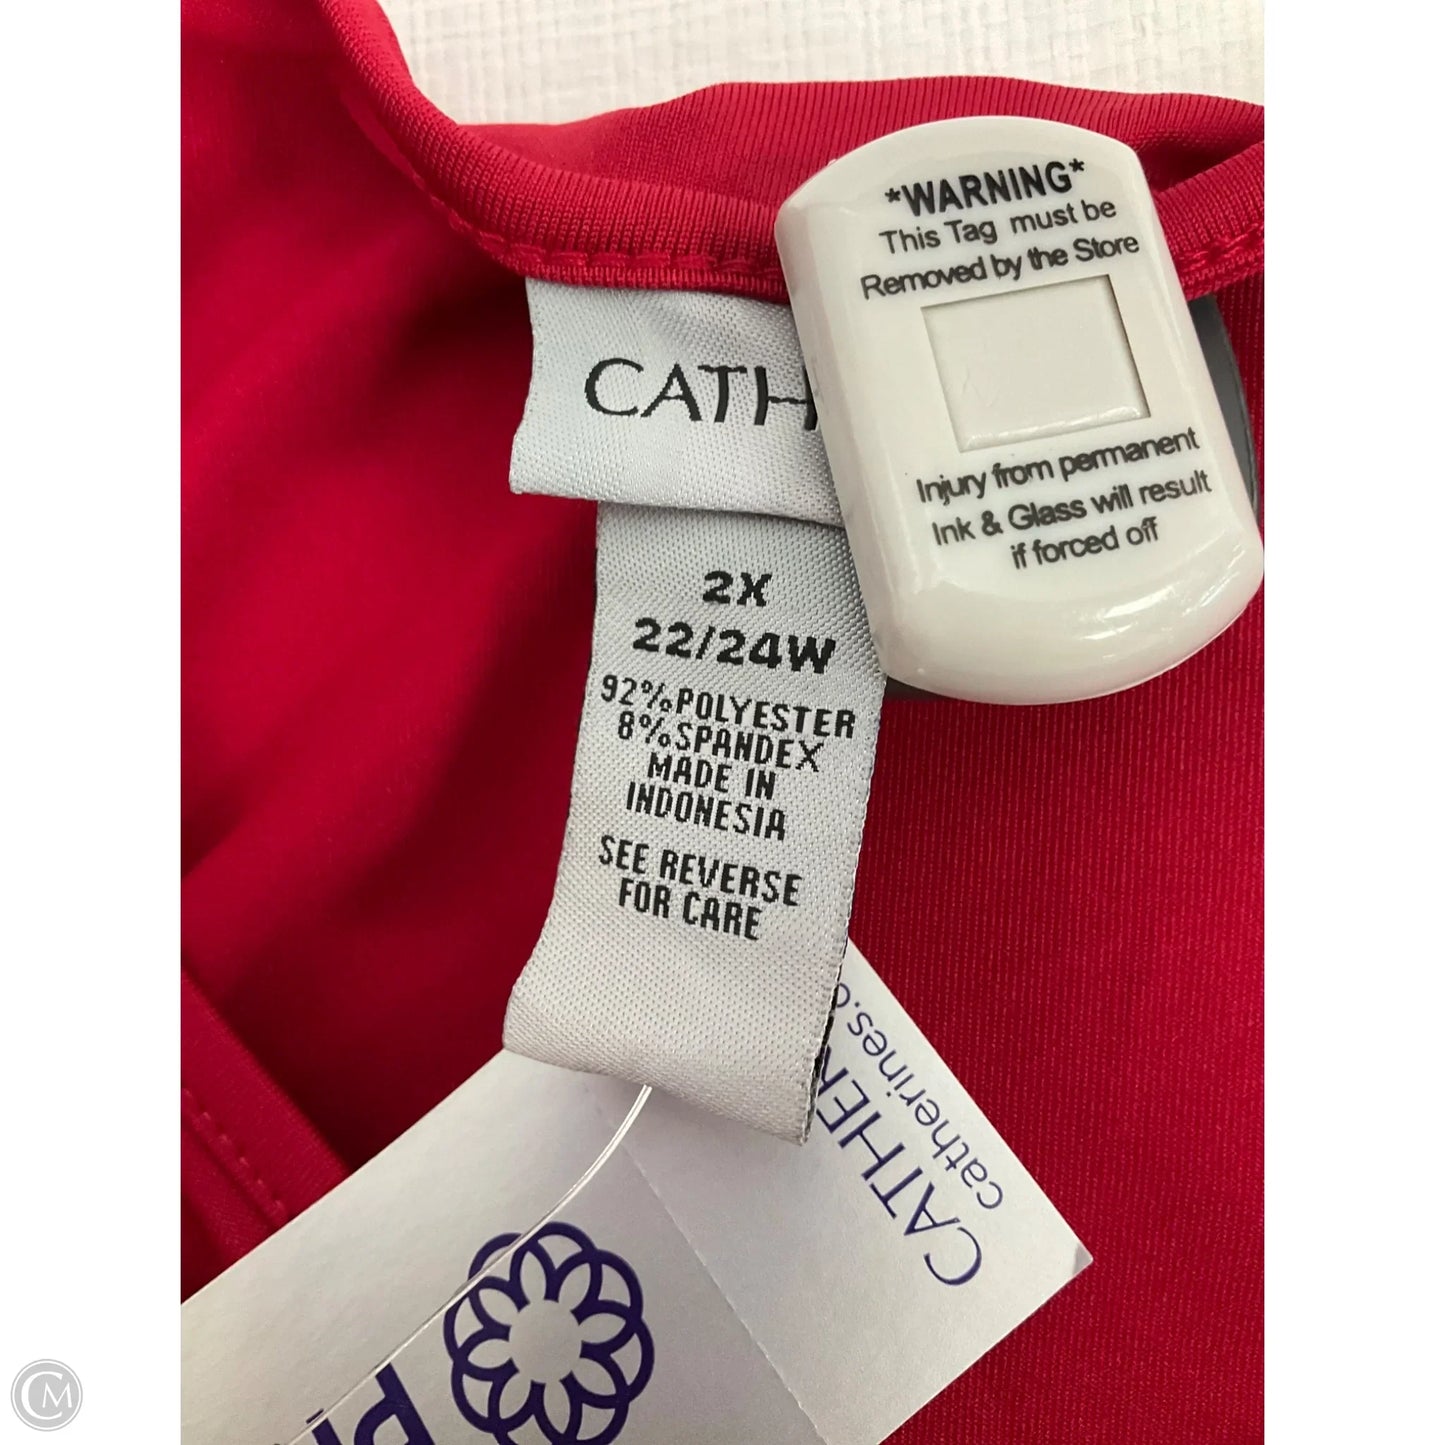 *WARNING*
This Tag must be
Removed by the Store
Injury from permanent
Ink & Glass will result
if forced off
CATH
2X
22/24W
92%POLYESTER
8%SPANDEX
MADE IN
INDONESIA
SEE REVERSE
FOR CARE
CATHER
catherines.c
CM